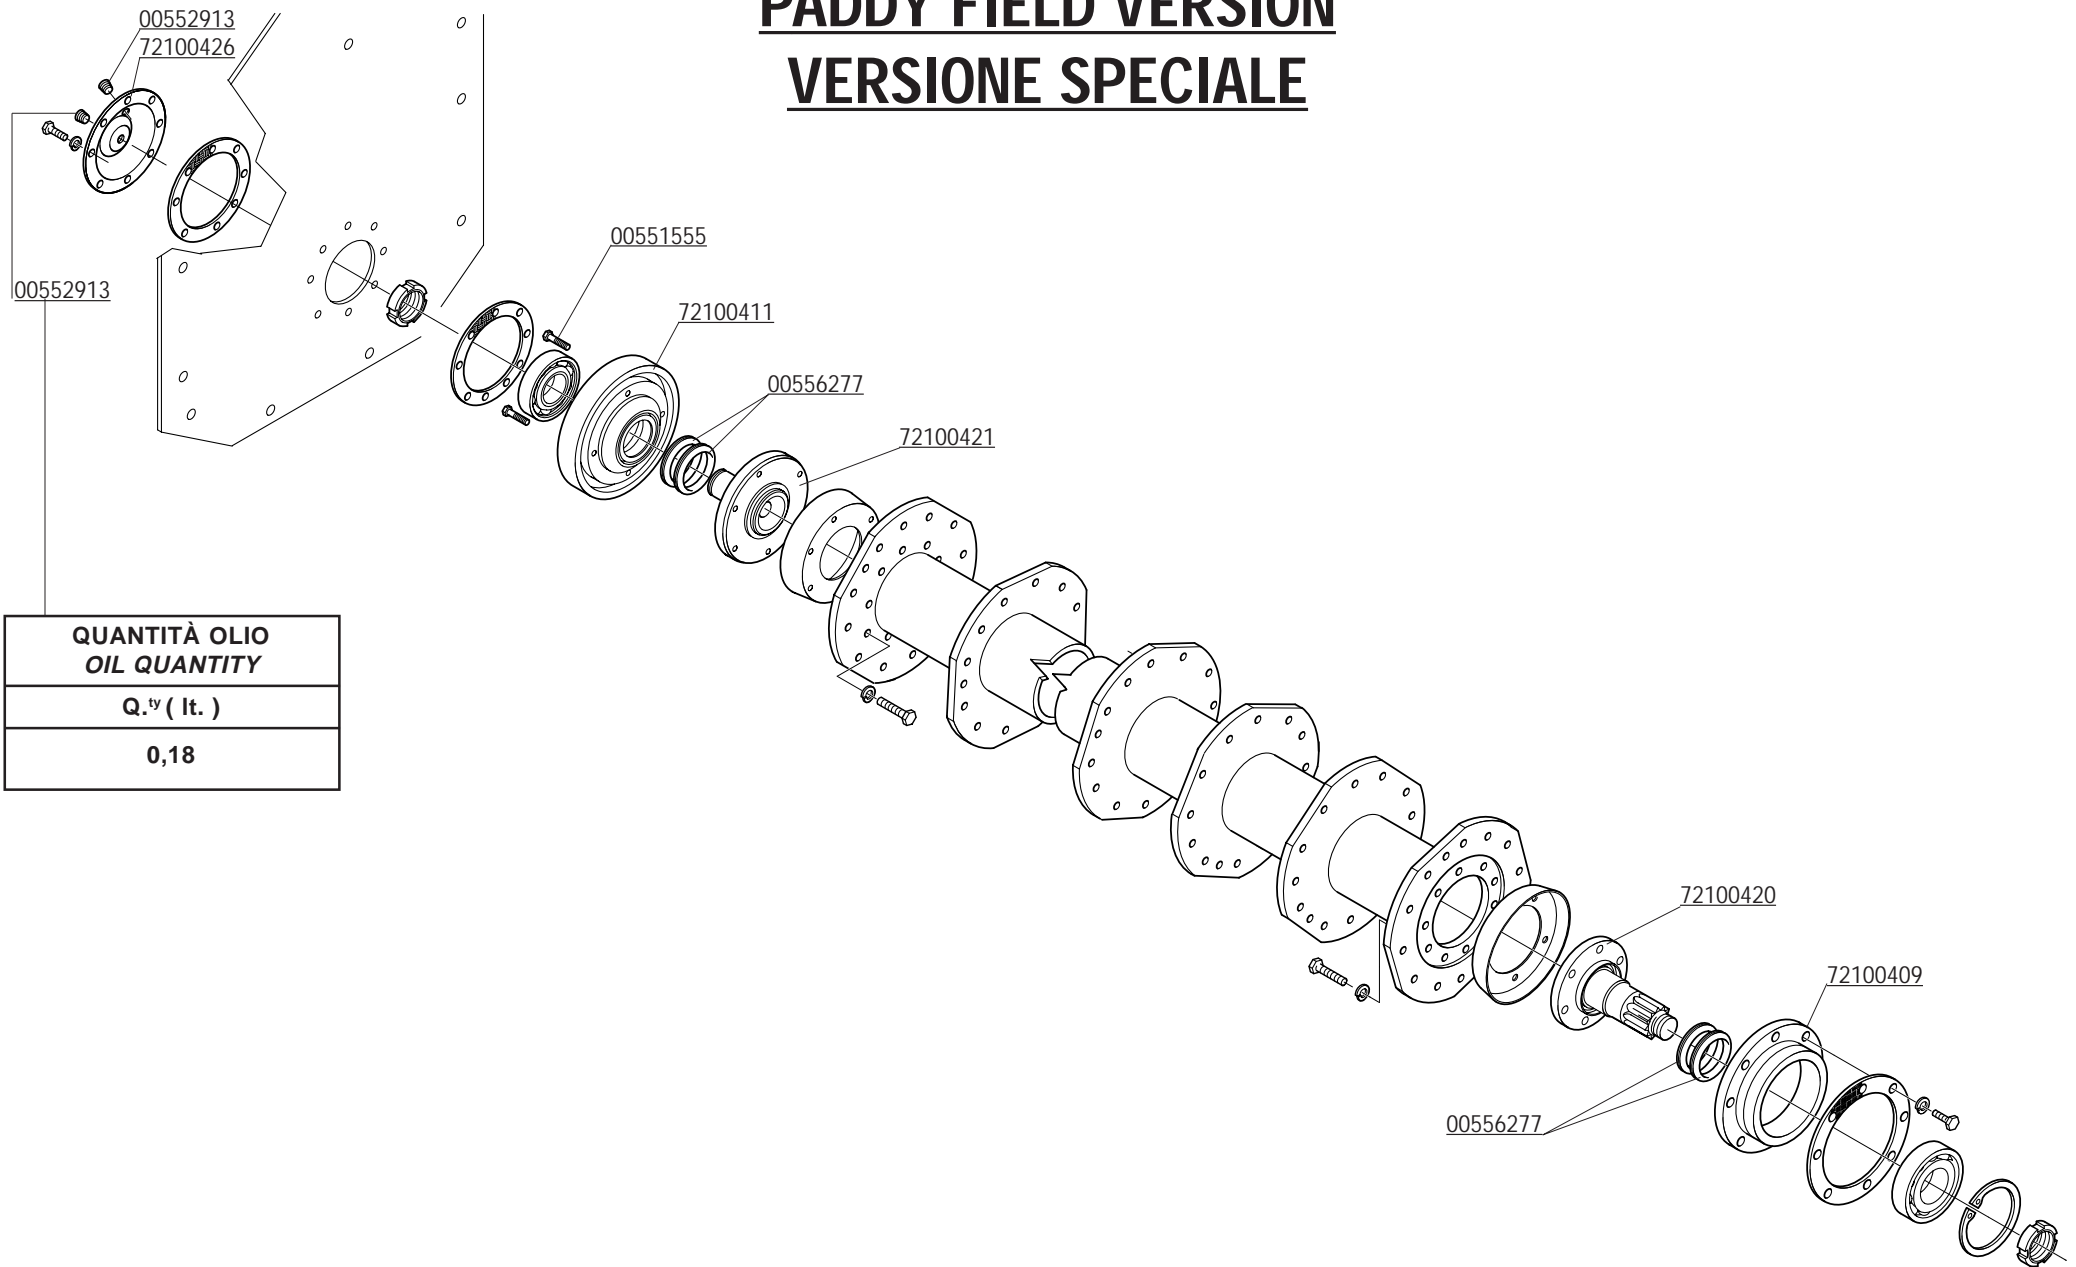 PADDY FIELD VERSION
VERSIONE SPECIALE
00552913
72100426
00551555
00552913
72100411
00556277
72100421
QUANTITÀ OLIO
OIL QUANTITY
Q.ty ( lt. )
0,18
72100420
72100409
00556277